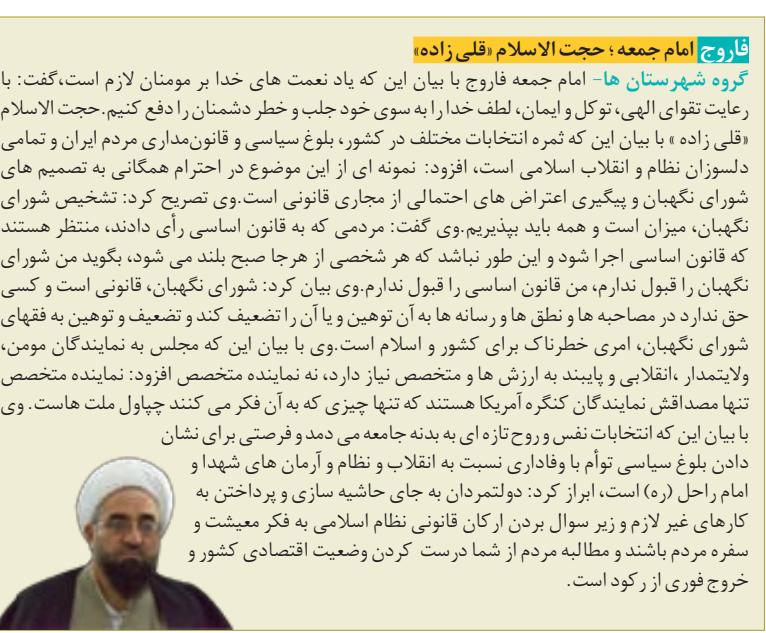 فاروج امام جمعه ؛ حجت الاسلام «قلی زاده»
گروه شهرستان ها- امام جمعه فاروج با بیان این که یاد نعمت های خدا بر مومنان لازم است،گفت: با
رعایت تقوای الهی، توکل و ایمان، لطف خدا را به سوی خود جلب و خطر دشمنان را دفع کنیم.حجت الاسلام
«قلی زاده » با بیان این که ثمره انتخابات مختلف در کشور، بلوغ سیاسی و قانون‌مداری مردم ایران و تمامی
دلسوزان نظام و انقلاب اسلامی است، افزود: نمونه ای از این موضوع در احترام همگانی به تصمیم های
شورای نگهبان و پیگیری اعتراض های احتمالی از مجاری قانونی است.وی تصریح کرد: تشخیص شورای
نگهبان، میزان است و همه باید بپذیریم.وی گفت: مردمی که به قانون اساسی رأی دادند، منتظر هستند
که قانون اساسی اجرا شود و این طور نباشد که هر شخصی از هرجا صبح بلند می شود، بگوید من شورای
نگهبان را قبول ندارم، من قانون اساسی را قبول ندارم.وی بیان کرد: شورای نگهبان، قانونی است و کسی
حق ندارد در مصاحبه ها و نطق ها و رسانه ها به آن توهین و یا آن را تضعیف کند و تضعیف و توهین به فقهای
شورای نگهبان، امری خطرناک برای کشور و اسلام است.وی با بیان این که مجلس به نمایندگان مومن،
ولایتمدار ،انقلابی و پایبند به ارزش ها و متخصص نیاز دارد، نه نماینده متخصص افزود: نماینده متخصص
تنها مصداقش نمایندگان کنگره آمریکا هستند که تنها چیزی که به آن فکر می کنند چپاول ملت هاست. وی
با بیان این که انتخابات نفس و روح تازه ای به بدنه جامعه می دمد و فرصتی برای نشان
دادن بلوغ سیاسی توأم با وفاداری نسبت به انقلاب و نظام و آرمان های شهدا و
امام راحل (ره) است، ابراز کرد: دولتمردان به جای حاشیه سازی و پرداختن به
کارهای غیر لازم و زیر سوال بردن ارکان قانونی نظام اسلامی به فکر معیشت و
سفره مردم باشند و مطالبه مردم از شما درست کردن وضعیت اقتصادی کشور و
خروج فوری از رکود است.